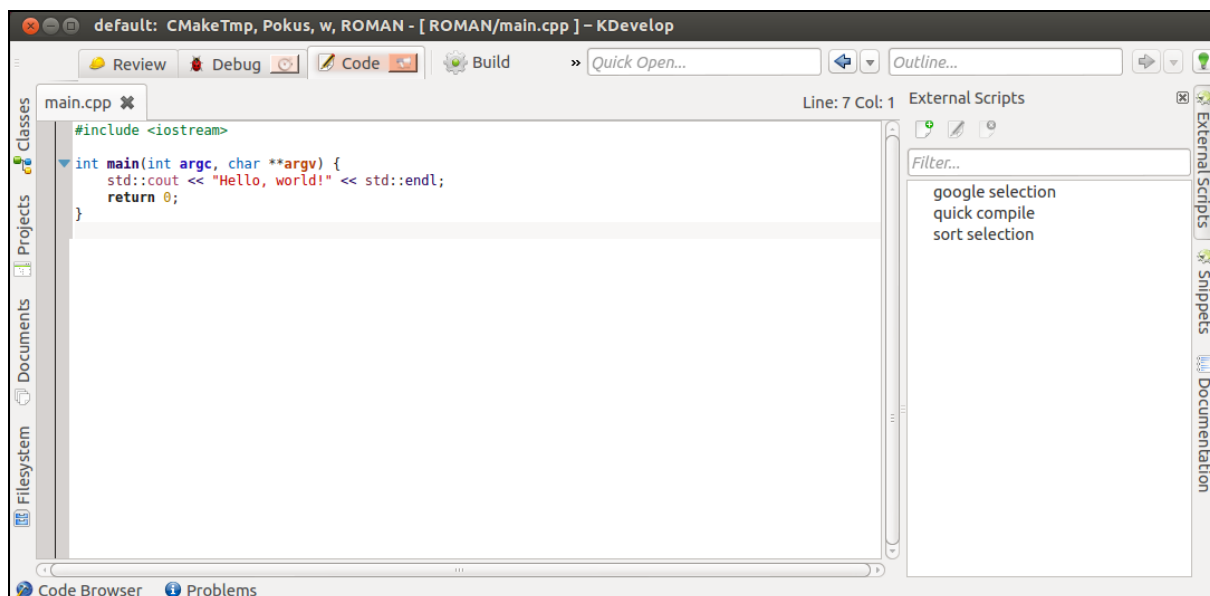 default: CMakeTmp, Pokus, w, ROMAN - [ ROMAN/main.cpp ] – KDevelop
Review Debug Code Build » Quick Open... Outline...
main.cpp Line: 7 Col: 1 External Scripts
#include <iostream>
int main(int argc, char **argv) {
    std::cout << "Hello, world!" << std::endl;
    return 0;
}
Filter...
google selection
quick compile
sort selection
Classes
Projects
Documents
Filesystem
External Scripts
Snippets
Documentation
Code Browser Problems